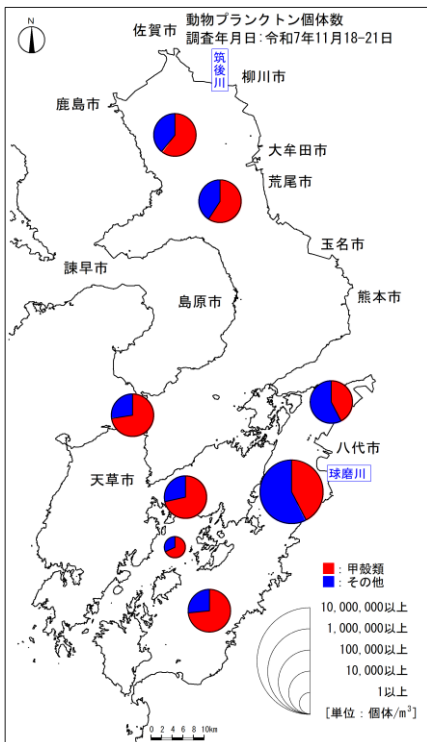 動物プランクトン個体数
調査年月日:令和7年11月18-21日
N
佐賀市
筑後川
柳川市
鹿島市
大牟田市
荒尾市
玉名市
諫早市
島原市
熊本市
八代市
球磨川
天草市
:甲殻類
:その他
10,000,000以上
1,000,000以上
100,000以上
10,000以上
1以上
[単位:個体/m³]
0 2 4 6 8 10km